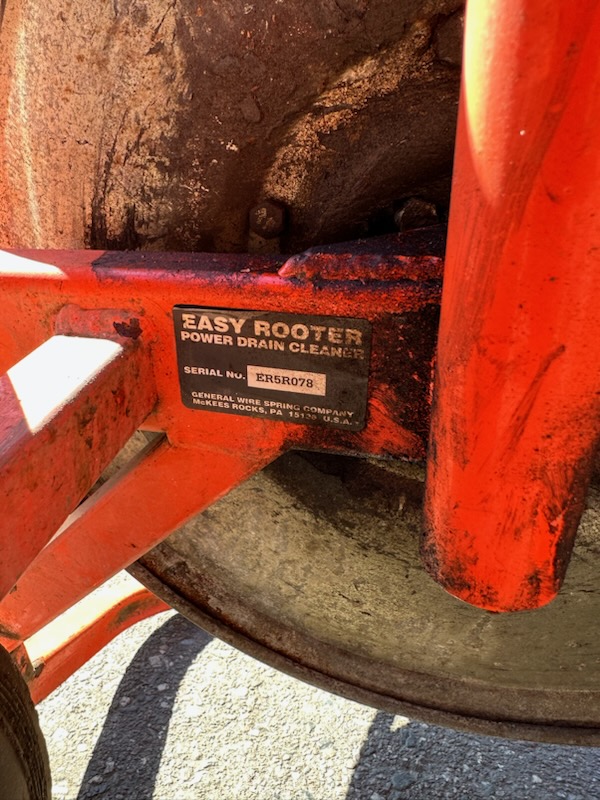 EASY ROOTER
POWER DRAIN CLEANER
SERIAL NO. ER5R078
GENERAL WIRE SPRING COMPANY
McKEES ROCKS, PA 15136 U.S.A.